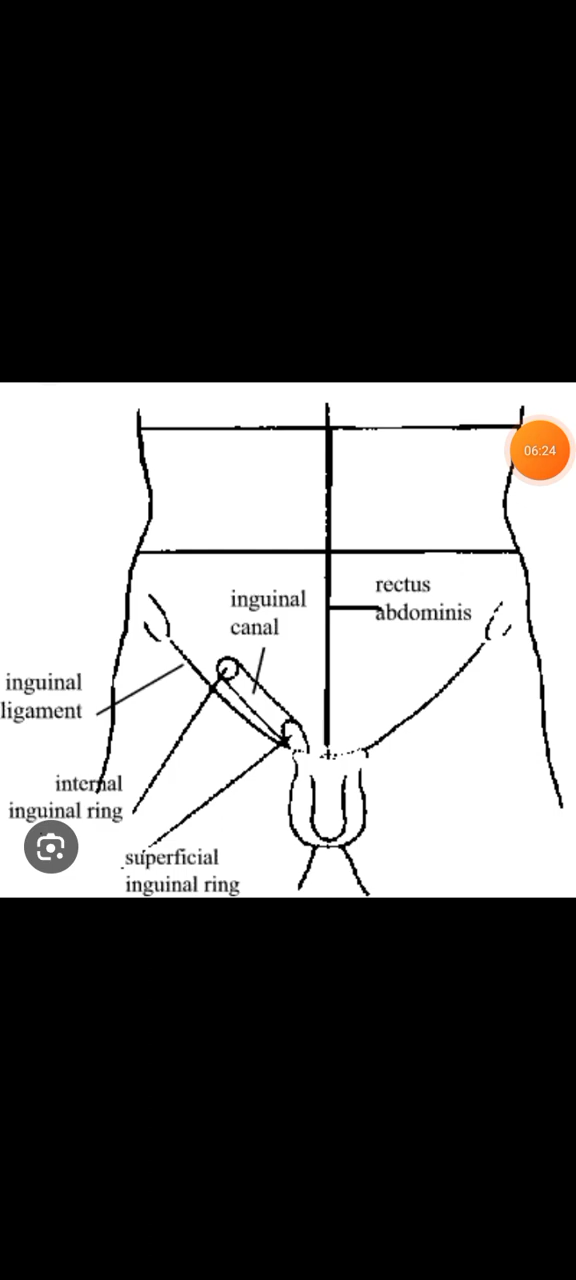 06:24
rectus
abdominis
inguinal
canal
inguinal
ligament
internal
inguinal ring
superficial
inguinal ring